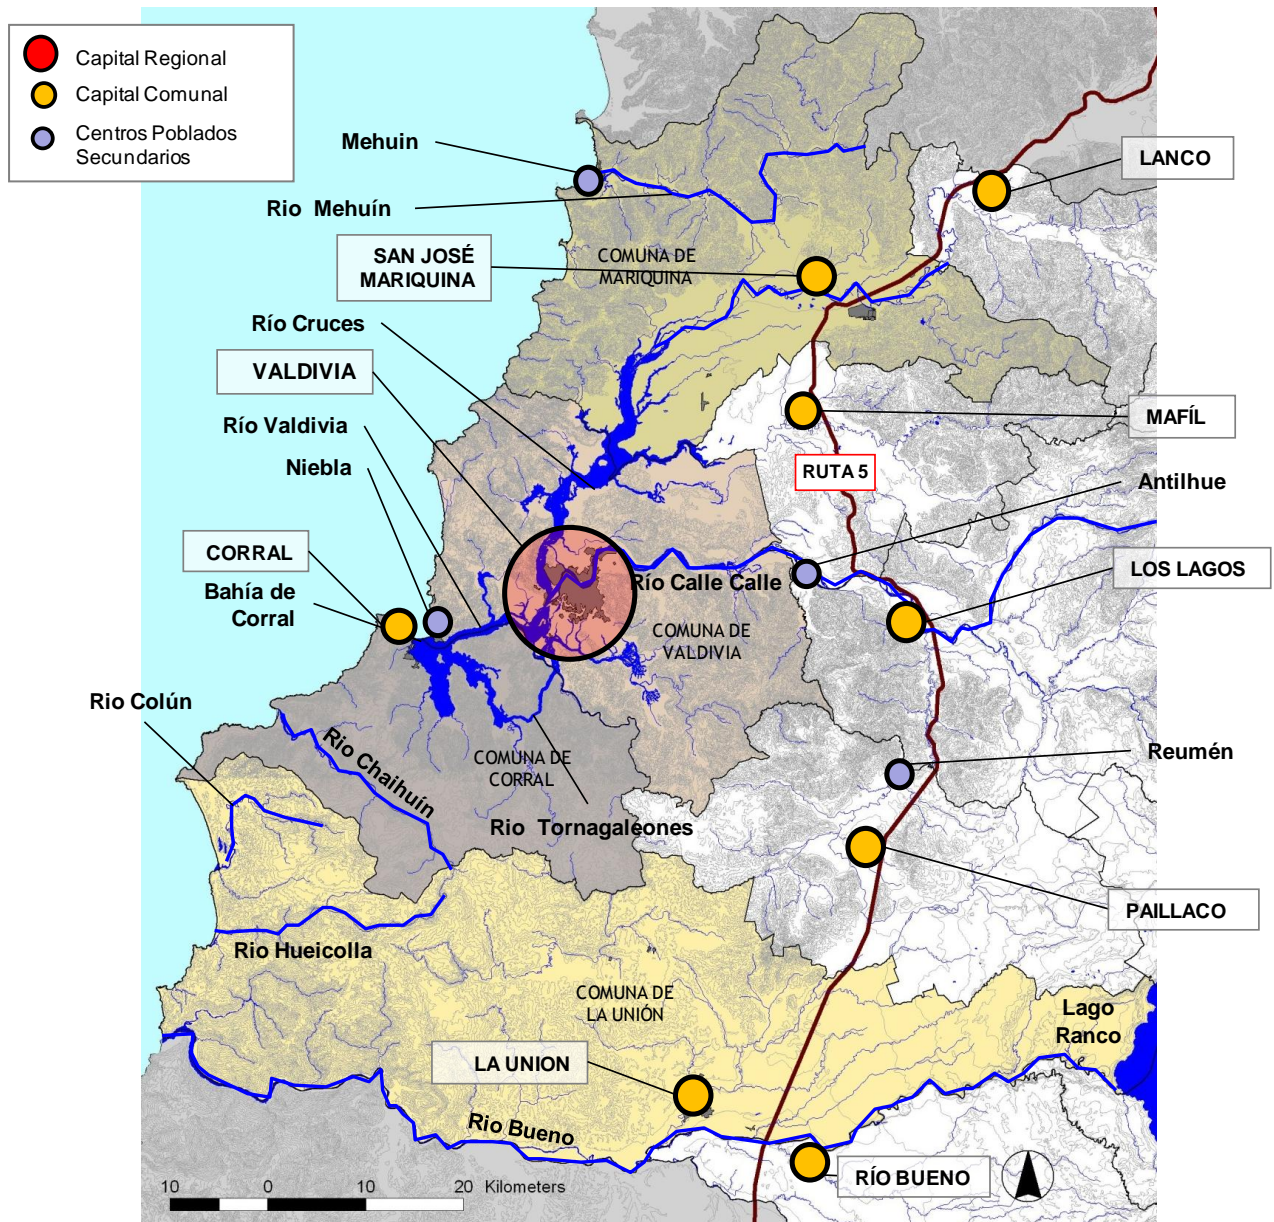 Capital Regional
Capital Comunal
Centros Poblados
Secundarios
Mehuin
LANCO
Rio Mehuín
SAN JOSÉ
MARIQUINA
COMUNA DE
MARIQUINA
Río Cruces
VALDIVIA
MAFÍL
Río Valdivia
Niebla
RUTA 5
Antilhue
CORRAL
Bahía de
Corral
Río Calle Calle
LOS LAGOS
COMUNA DE
VALDIVIA
Rio Colún
Rio Chaihuín
COMUNA DE
CORRAL
Reumén
Rio Tornagaleones
PAILLACO
Rio Hueicolla
COMUNA DE
LA UNIÓN
Lago
Ranco
LA UNION
Rio Bueno
RÍO BUENO
10 0 10 20 Kilometers